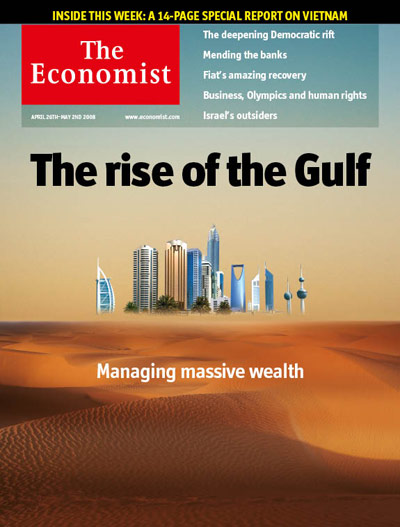 INSIDE THIS WEEK: A 14-PAGE SPECIAL REPORT ON VIETNAM
The
Economist
APRIL 26TH-MAY 2ND 2008
www.economist.com
The deepening Democratic rift
Mending the banks
Fiat's amazing recovery
Business, Olympics and human rights
Israel's outsiders
The rise of the Gulf
Managing massive wealth